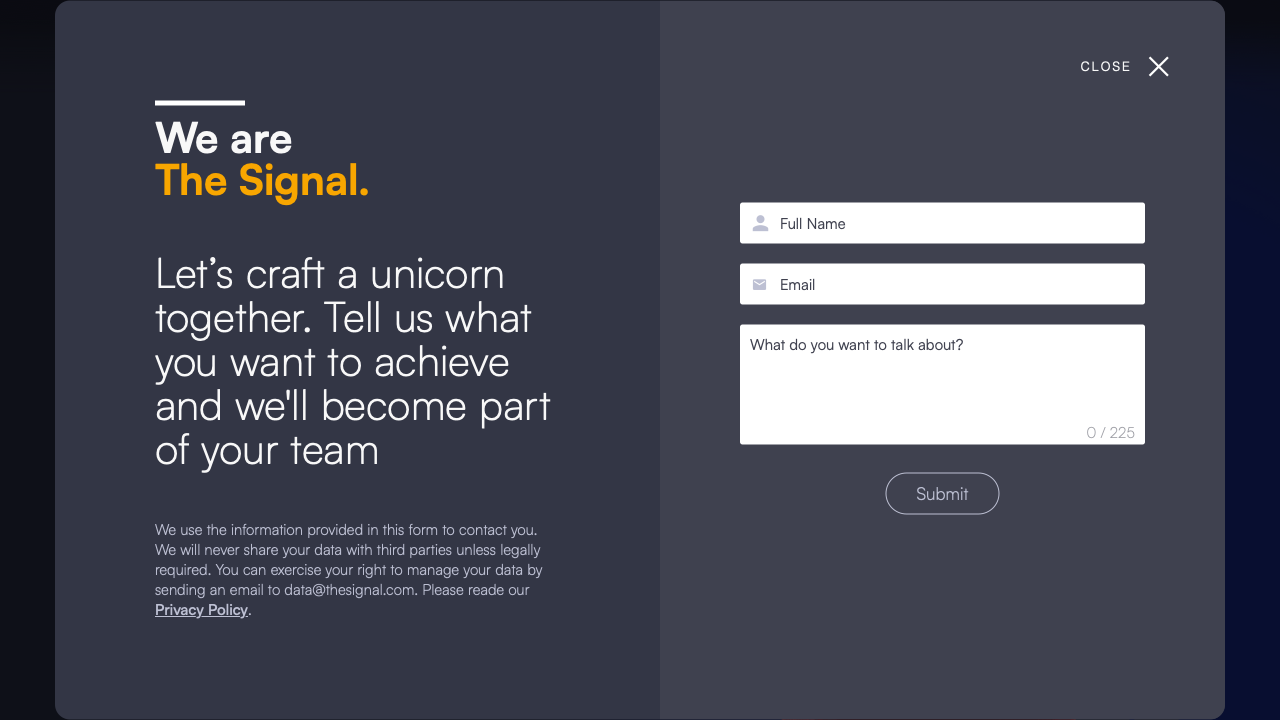 CLOSE
We are
The Signal.
Let’s craft a unicorn
together. Tell us what
you want to achieve
and we'll become part
of your team
We use the information provided in this form to contact you.
We will never share your data with third parties unless legally
required. You can exercise your right to manage your data by
sending an email to data@thesignal.com. Please reade our
Privacy Policy.
Full Name
Email
What do you want to talk about?
0 / 225
Submit